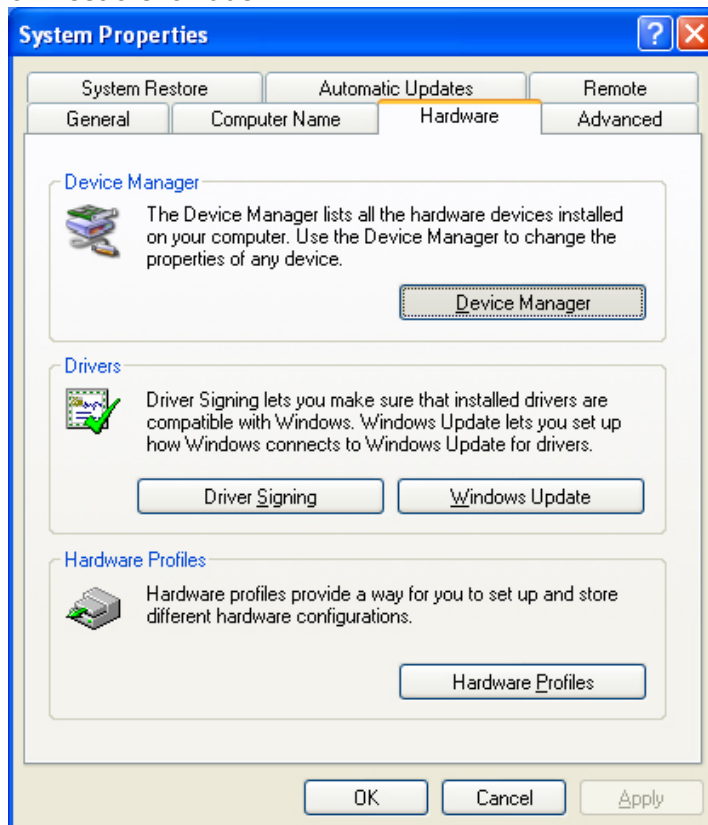 System Properties
System Restore Automatic Updates Remote
General Computer Name Hardware Advanced
Device Manager
The Device Manager lists all the hardware devices installed
on your computer. Use the Device Manager to change the
properties of any device.
Device Manager
Drivers
Driver Signing lets you make sure that installed drivers are
compatible with Windows. Windows Update lets you set up
how Windows connects to Windows Update for drivers.
Driver Signing Windows Update
Hardware Profiles
Hardware profiles provide a way for you to set up and store
different hardware configurations.
Hardware Profiles
OK Cancel Apply